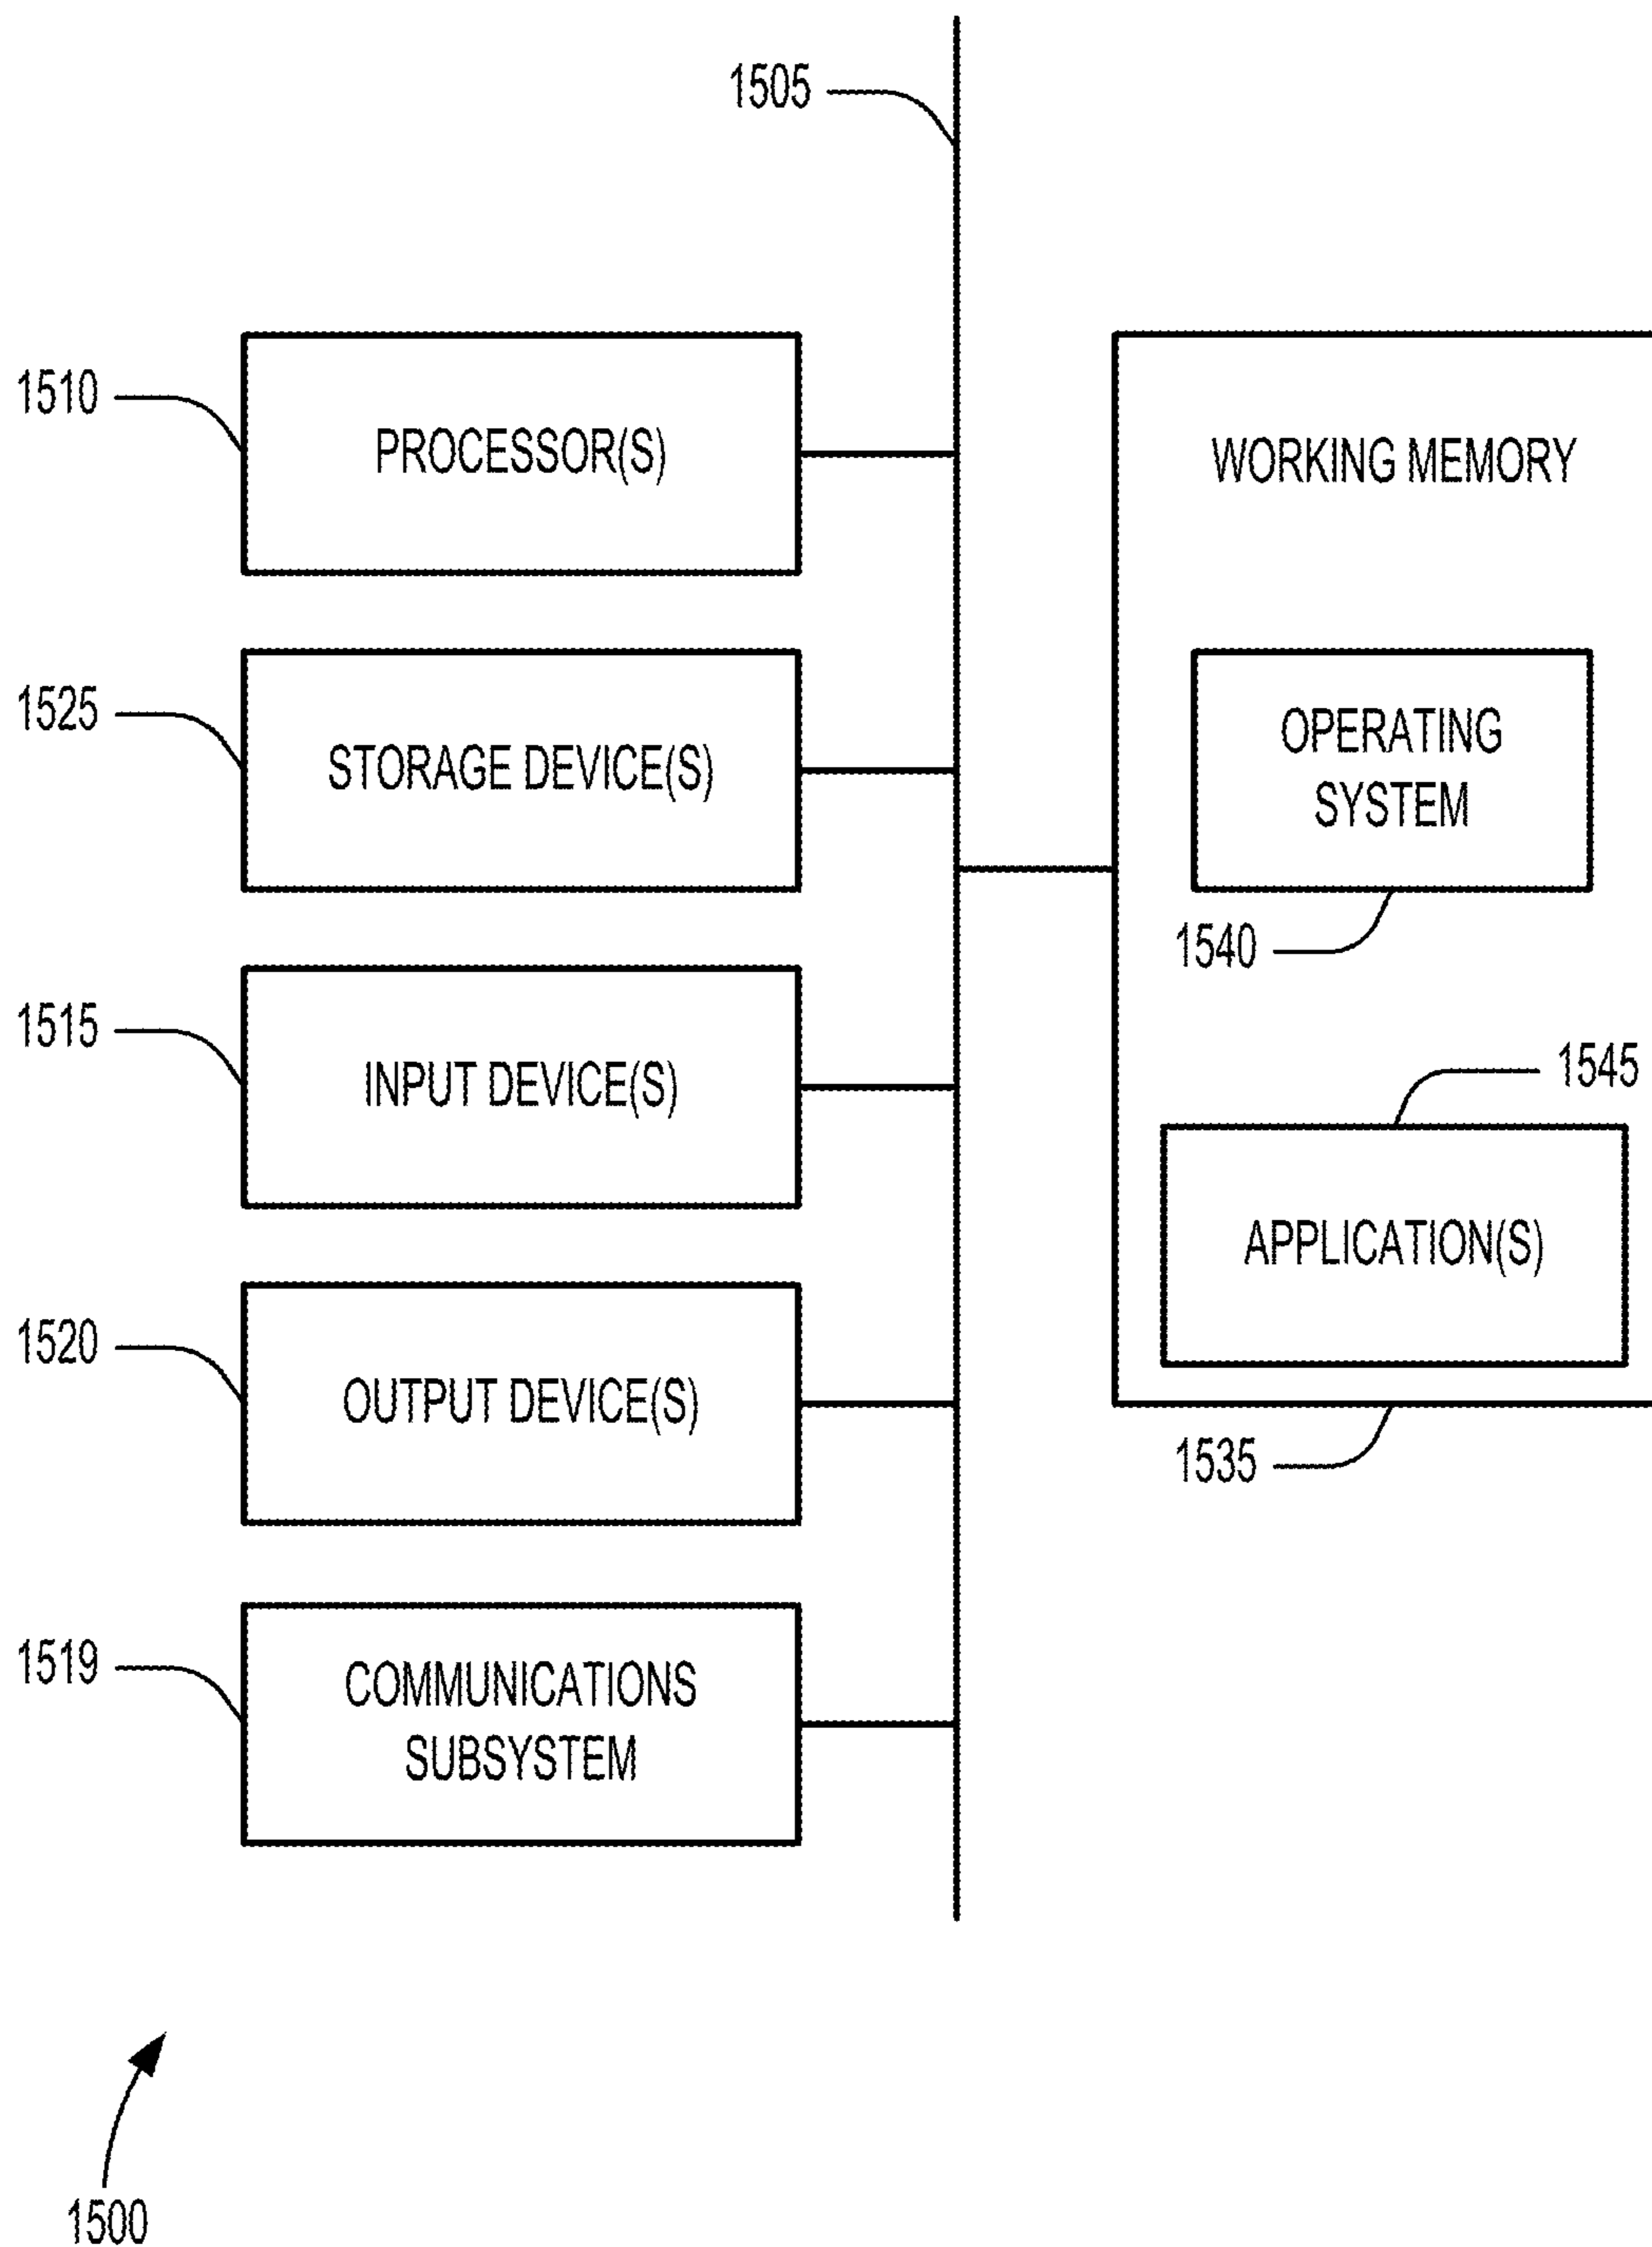 1505
1510
PROCESSOR(S)
WORKING MEMORY
1525
STORAGE DEVICE(S)
OPERATING
SYSTEM
1540
1515
INPUT DEVICE(S)
1545
APPLICATION(S)
1520
OUTPUT DEVICE(S)
1535
1519
COMMUNICATIONS
SUBSYSTEM
1500